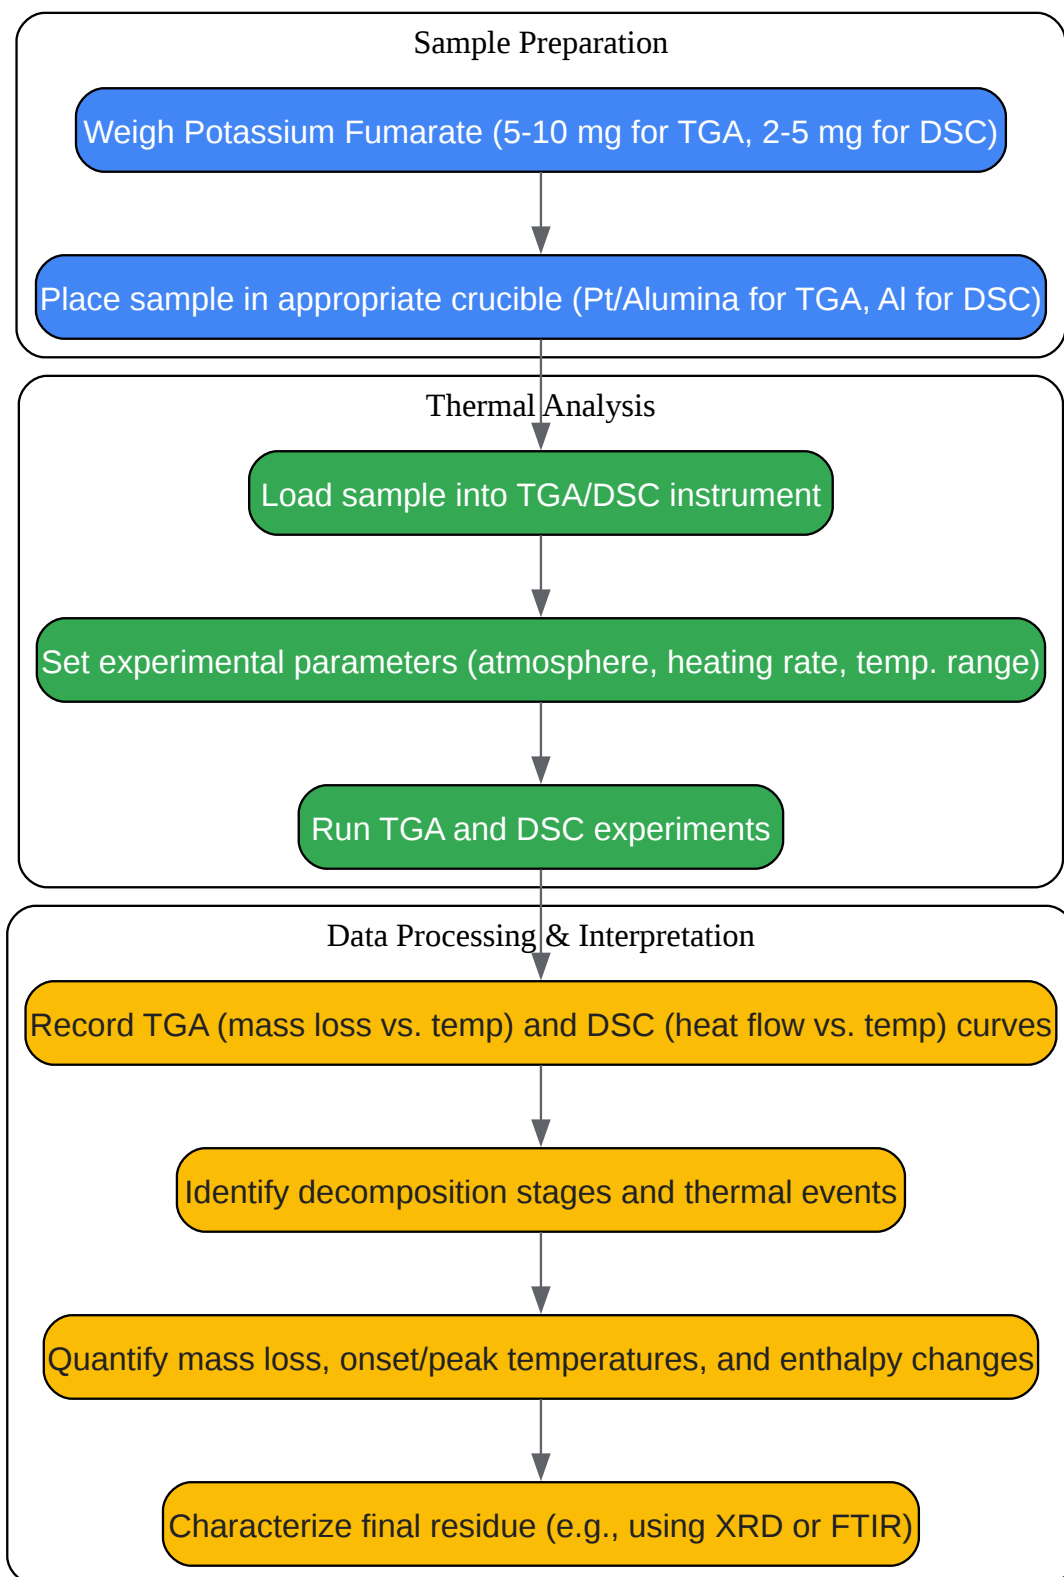 Sample Preparation
Weigh Potassium Fumarate (5-10 mg for TGA, 2-5 mg for DSC)
Place sample in appropriate crucible (Pt/Alumina for TGA, Al for DSC)
Thermal Analysis
Load sample into TGA/DSC instrument
Set experimental parameters (atmosphere, heating rate, temp. range)
Run TGA and DSC experiments
Data Processing & Interpretation
Record TGA (mass loss vs. temp) and DSC (heat flow vs. temp) curves
Identify decomposition stages and thermal events
Quantify mass loss, onset/peak temperatures, and enthalpy changes
Characterize final residue (e.g., using XRD or FTIR)